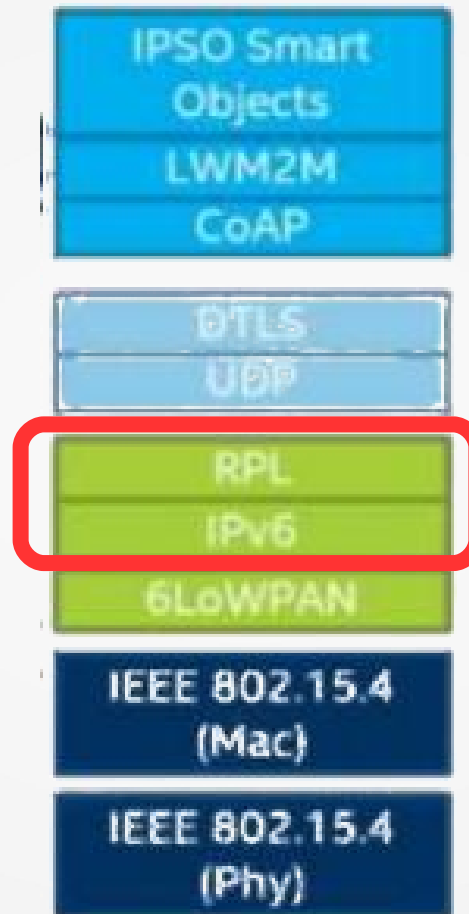 IPSO Smart
Objects
LWM2M
CoAP
DTLS
UDP
RPL
IPv6
6LoWPAN
IEEE 802.15.4
(Mac)
IEEE 802.15.4
(Phy)